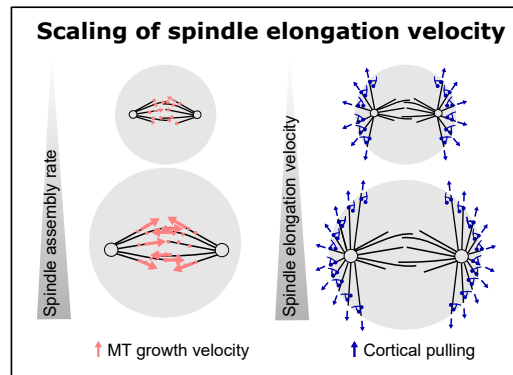 Scaling of spindle elongation velocity
Spindle assembly rate
Spindle elongation velocity
MT growth velocity
Cortical pulling